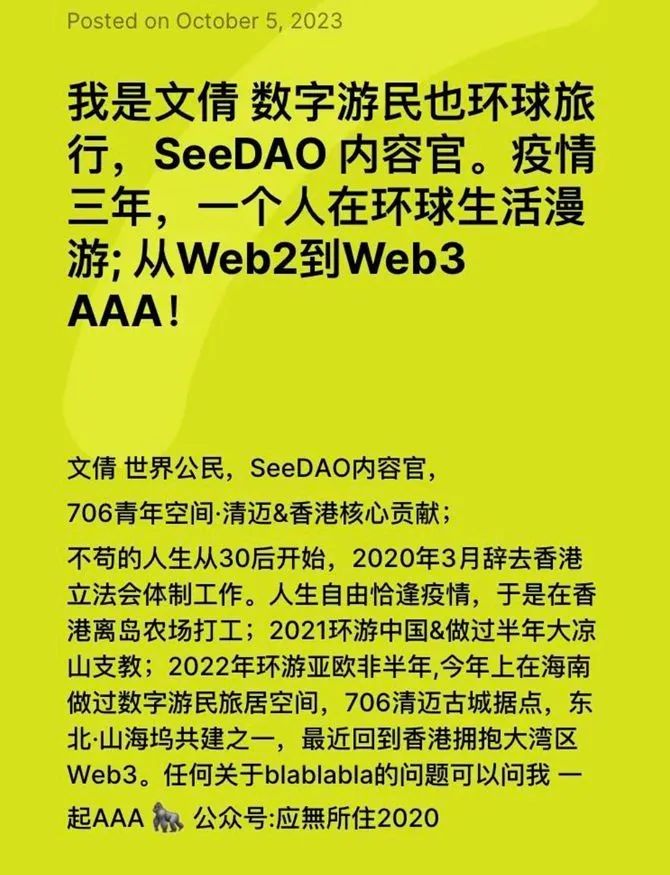 Posted on October 5, 2023
我是文倩 数字游民也环球旅
行，SeeDAO 内容官。疫情
三年， 一个人在环球生活漫
游; 从Web2到Web3
AAA！
文倩 世界公民，SeeDAO内容官，
706青年空间·清迈&香港核心贡献；
不苟的人生从30后开始，2020年3月辞去香港
立法会体制工作。人生自由恰逢疫情，于是在香
港离岛农场打工；2021环游中国&做过半年大凉
山支教；2022年环游亚欧非半年,今年上在海南
做过数字游民旅居空间，706清迈古城据点，东
北·山海坞共建之一，最近回到香港拥抱大湾区
Web3。任何关于blablabla的问题可以问我 一
起AAA 🦍 公众号:应無所住2020